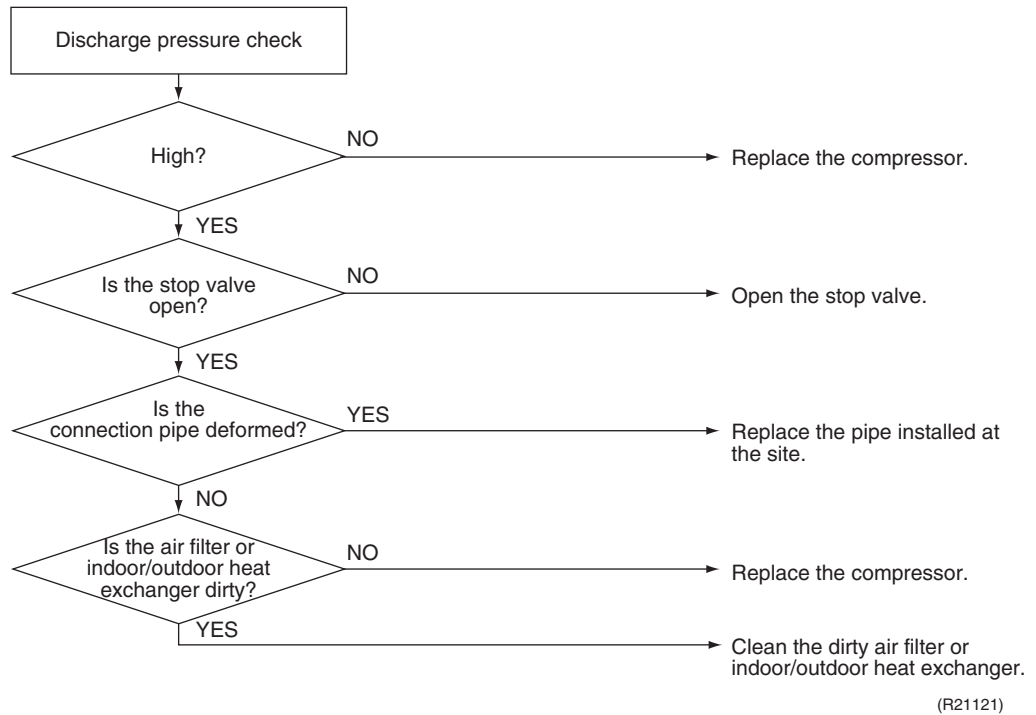 Discharge pressure check
High?
NO
Replace the compressor.
YES
Is the stop valve
open?
NO
Open the stop valve.
YES
Is the
connection pipe deformed?
YES
Replace the pipe installed at
the site.
NO
Is the air filter or
indoor/outdoor heat
exchanger dirty?
NO
Replace the compressor.
YES
Clean the dirty air filter or
indoor/outdoor heat exchanger.
(R21121)